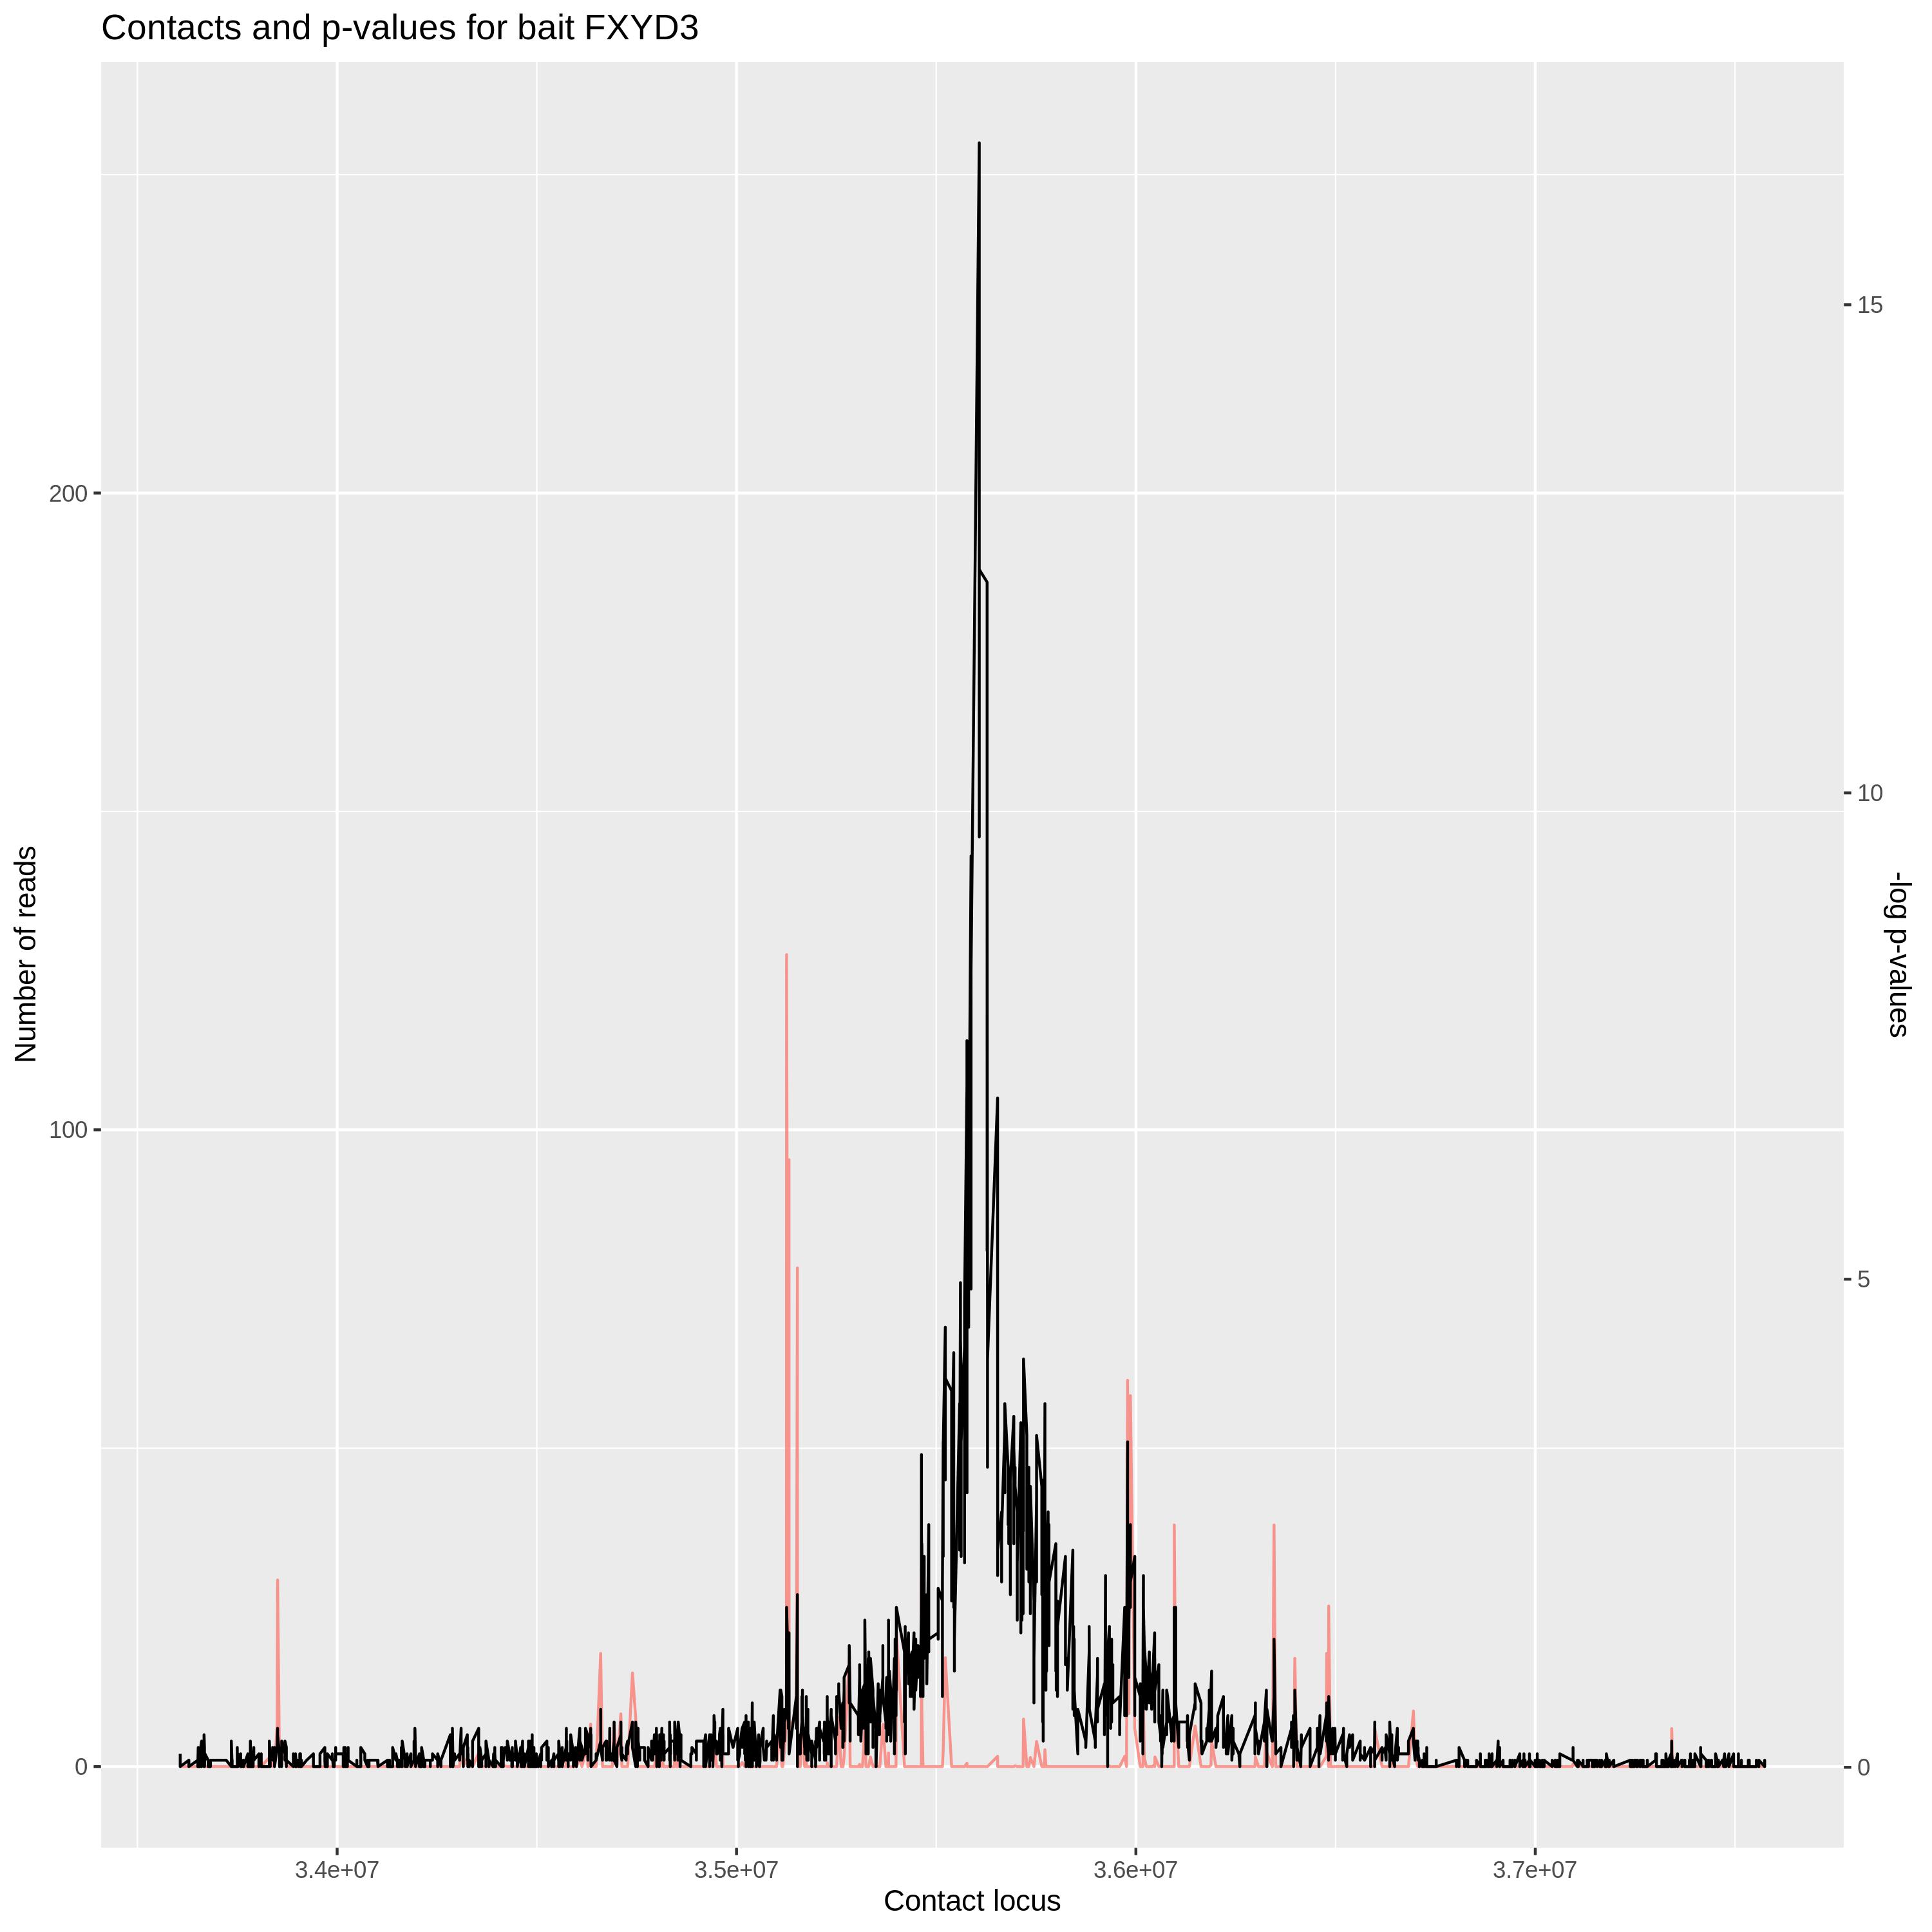 Contacts and p-values for bait FXYD3
Number of reads
200
100
0
15
10
5
0
-log p-values
3.4e+07
3.5e+07
3.6e+07
3.7e+07
Contact locus